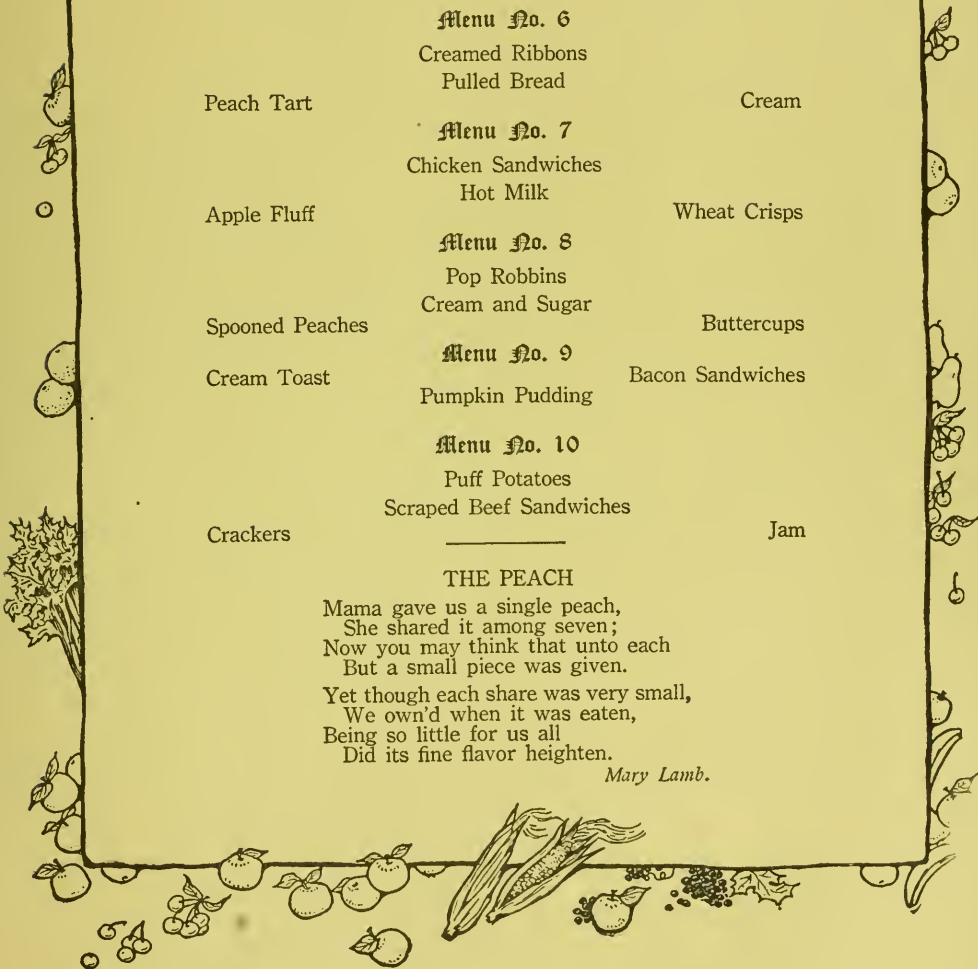 Menu No. 6
Creamed Ribbons
Pulled Bread
Peach Tart Cream
Menu No. 7
Chicken Sandwiches
Hot Milk
Apple Fluff Wheat Crisps
Menu No. 8
Pop Robbins
Cream and Sugar
Spooned Peaches Buttercups
Menu No. 9
Cream Toast Bacon Sandwiches
Pumpkin Pudding
Menu No. 10
Puff Potatoes
Scraped Beef Sandwiches
Crackers Jam
THE PEACH
Mama gave us a single peach,
She shared it among seven;
Now you may think that unto each
But a small piece was given.
Yet though each share was very small,
We own'd when it was eaten,
Being so little for us all
Did its fine flavor heighten.
Mary Lamb.